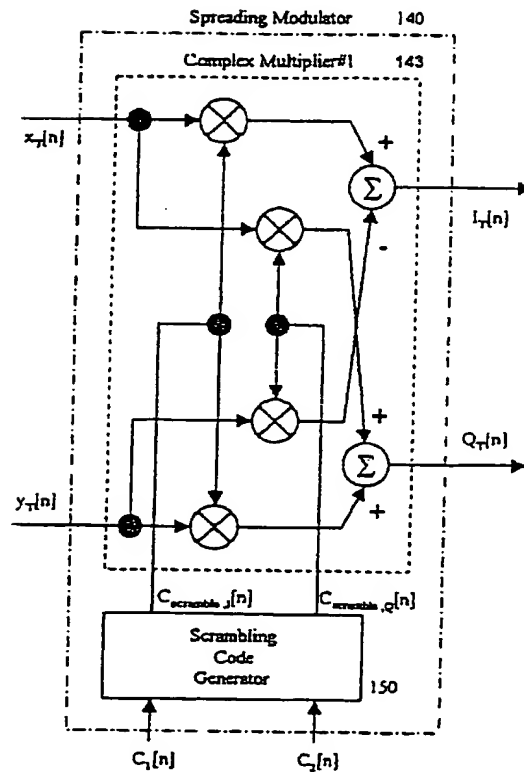 Spreading Modulator 140
Complex Multiplier#1 143
x_T[n]
+
Σ
I_T[n]
-
+
Q_T[n]
Σ
y_T[n]
+
C_scramble,I[n] C_scramble,Q[n]
Scrambling
Code
Generator
150
C_1[n] C_2[n]